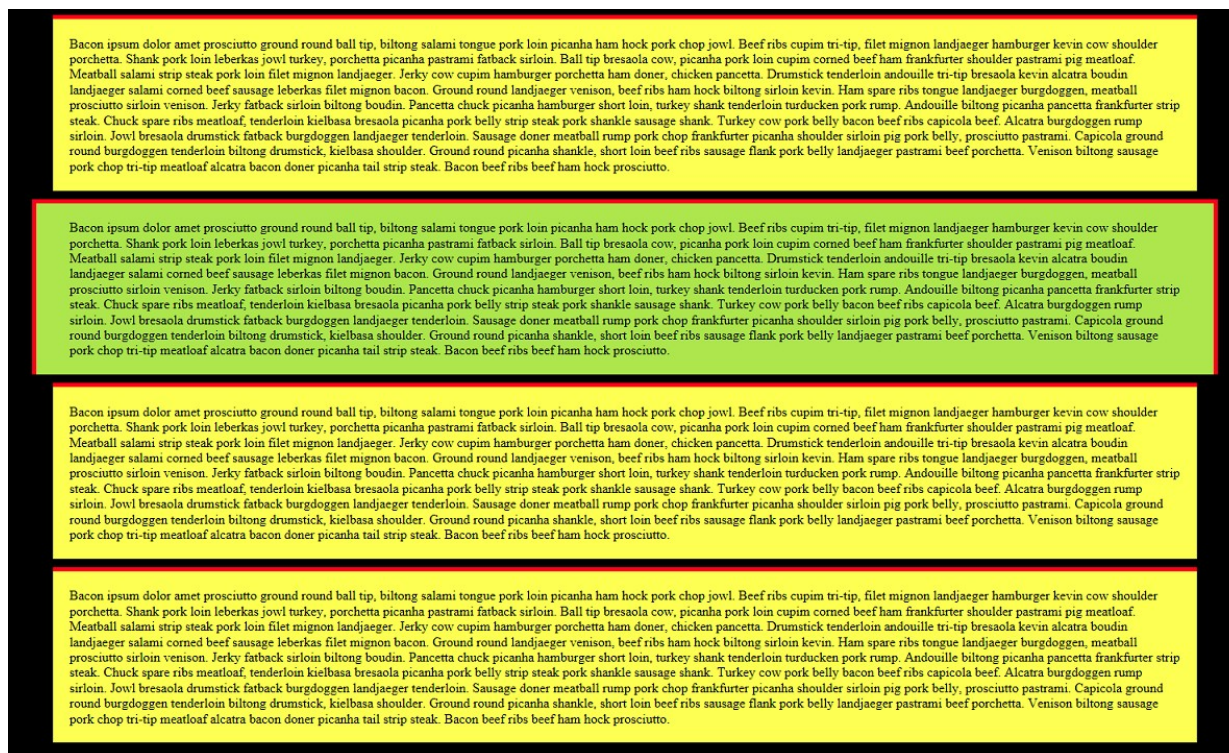 Bacon ipsum dolor amet prosciutto ground round ball tip, biltong salami tongue pork loin picanha ham hock pork chop jowl. Beef ribs cupim tri-tip, filet mignon landjaeger hamburger kevin cow shoulder
porchetta. Shank pork loin leberkas jowl turkey, porchetta picanha pastrami fatback sirloin. Ball tip bresaola cow, picanha pork loin cupim corned beef ham frankfurter shoulder pastrami pig meatloaf.
Meatball salami strip steak pork loin filet mignon landjaeger. Jerky cow cupim hamburger porchetta ham doner, chicken pancetta. Drumstick tenderloin andouille tri-tip bresaola kevin alcatra boudin
landjaeger salami corned beef sausage leberkas filet mignon bacon. Ground round landjaeger venison, beef ribs ham hock biltong sirloin kevin. Ham spare ribs tongue landjaeger burgdoggen, meatball
prosciutto sirloin venison. Jerky fatback sirloin biltong boudin. Pancetta chuck picanha hamburger short loin, turkey shank tenderloin turducken pork rump. Andouille biltong picanha pancetta frankfurter strip
steak. Chuck spare ribs meatloaf, tenderloin kielbasa bresaola picanha pork belly strip steak pork shankle sausage shank. Turkey cow pork belly bacon beef ribs capicola beef. Alcatra burgdoggen rump
sirloin. Jowl bresaola drumstick fatback burgdoggen landjaeger tenderloin. Sausage doner meatball rump pork chop frankfurter picanha shoulder sirloin pig pork belly, prosciutto pastrami. Capicola ground
round burgdoggen tenderloin biltong drumstick, kielbasa shoulder. Ground round picanha shankle, short loin beef ribs sausage flank pork belly landjaeger pastrami beef porchetta. Venison biltong sausage
pork chop tri-tip meatloaf alcatra bacon doner picanha tail strip steak. Bacon beef ribs beef ham hock prosciutto.
Bacon ipsum dolor amet prosciutto ground round ball tip, biltong salami tongue pork loin picanha ham hock pork chop jowl. Beef ribs cupim tri-tip, filet mignon landjaeger hamburger kevin cow shoulder
porchetta. Shank pork loin leberkas jowl turkey, porchetta picanha pastrami fatback sirloin. Ball tip bresaola cow, picanha pork loin cupim corned beef ham frankfurter shoulder pastrami pig meatloaf.
Meatball salami strip steak pork loin filet mignon landjaeger. Jerky cow cupim hamburger porchetta ham doner, chicken pancetta. Drumstick tenderloin andouille tri-tip bresaola kevin alcatra boudin
landjaeger salami corned beef sausage leberkas filet mignon bacon. Ground round landjaeger venison, beef ribs ham hock biltong sirloin kevin. Ham spare ribs tongue landjaeger burgdoggen, meatball
prosciutto sirloin venison. Jerky fatback sirloin biltong boudin. Pancetta chuck picanha hamburger short loin, turkey shank tenderloin turducken pork rump. Andouille biltong picanha pancetta frankfurter strip
steak. Chuck spare ribs meatloaf, tenderloin kielbasa bresaola picanha pork belly strip steak pork shankle sausage shank. Turkey cow pork belly bacon beef ribs capicola beef. Alcatra burgdoggen rump
sirloin. Jowl bresaola drumstick fatback burgdoggen landjaeger tenderloin. Sausage doner meatball rump pork chop frankfurter picanha shoulder sirloin pig pork belly, prosciutto pastrami. Capicola ground
round burgdoggen tenderloin biltong drumstick, kielbasa shoulder. Ground round picanha shankle, short loin beef ribs sausage flank pork belly landjaeger pastrami beef porchetta. Venison biltong sausage
pork chop tri-tip meatloaf alcatra bacon doner picanha tail strip steak. Bacon beef ribs beef ham hock prosciutto.
Bacon ipsum dolor amet prosciutto ground round ball tip, biltong salami tongue pork loin picanha ham hock pork chop jowl. Beef ribs cupim tri-tip, filet mignon landjaeger hamburger kevin cow shoulder
porchetta. Shank pork loin leberkas jowl turkey, porchetta picanha pastrami fatback sirloin. Ball tip bresaola cow, picanha pork loin cupim corned beef ham frankfurter shoulder pastrami pig meatloaf.
Meatball salami strip steak pork loin filet mignon landjaeger. Jerky cow cupim hamburger porchetta ham doner, chicken pancetta. Drumstick tenderloin andouille tri-tip bresaola kevin alcatra boudin
landjaeger salami corned beef sausage leberkas filet mignon bacon. Ground round landjaeger venison, beef ribs ham hock biltong sirloin kevin. Ham spare ribs tongue landjaeger burgdoggen, meatball
prosciutto sirloin venison. Jerky fatback sirloin biltong boudin. Pancetta chuck picanha hamburger short loin, turkey shank tenderloin turducken pork rump. Andouille biltong picanha pancetta frankfurter strip
steak. Chuck spare ribs meatloaf, tenderloin kielbasa bresaola picanha pork belly strip steak pork shankle sausage shank. Turkey cow pork belly bacon beef ribs capicola beef. Alcatra burgdoggen rump
sirloin. Jowl bresaola drumstick fatback burgdoggen landjaeger tenderloin. Sausage doner meatball rump pork chop frankfurter picanha shoulder sirloin pig pork belly, prosciutto pastrami. Capicola ground
round burgdoggen tenderloin biltong drumstick, kielbasa shoulder. Ground round picanha shankle, short loin beef ribs sausage flank pork belly landjaeger pastrami beef porchetta. Venison biltong sausage
pork chop tri-tip meatloaf alcatra bacon doner picanha tail strip steak. Bacon beef ribs beef ham hock prosciutto.
Bacon ipsum dolor amet prosciutto ground round ball tip, biltong salami tongue pork loin picanha ham hock pork chop jowl. Beef ribs cupim tri-tip, filet mignon landjaeger hamburger kevin cow shoulder
porchetta. Shank pork loin leberkas jowl turkey, porchetta picanha pastrami fatback sirloin. Ball tip bresaola cow, picanha pork loin cupim corned beef ham frankfurter shoulder pastrami pig meatloaf.
Meatball salami strip steak pork loin filet mignon landjaeger. Jerky cow cupim hamburger porchetta ham doner, chicken pancetta. Drumstick tenderloin andouille tri-tip bresaola kevin alcatra boudin
landjaeger salami corned beef sausage leberkas filet mignon bacon. Ground round landjaeger venison, beef ribs ham hock biltong sirloin kevin. Ham spare ribs tongue landjaeger burgdoggen, meatball
prosciutto sirloin venison. Jerky fatback sirloin biltong boudin. Pancetta chuck picanha hamburger short loin, turkey shank tenderloin turducken pork rump. Andouille biltong picanha pancetta frankfurter strip
steak. Chuck spare ribs meatloaf, tenderloin kielbasa bresaola picanha pork belly strip steak pork shankle sausage shank. Turkey cow pork belly bacon beef ribs capicola beef. Alcatra burgdoggen rump
sirloin. Jowl bresaola drumstick fatback burgdoggen landjaeger tenderloin. Sausage doner meatball rump pork chop frankfurter picanha shoulder sirloin pig pork belly, prosciutto pastrami. Capicola ground
round burgdoggen tenderloin biltong drumstick, kielbasa shoulder. Ground round picanha shankle, short loin beef ribs sausage flank pork belly landjaeger pastrami beef porchetta. Venison biltong sausage
pork chop tri-tip meatloaf alcatra bacon doner picanha tail strip steak. Bacon beef ribs beef ham hock prosciutto.